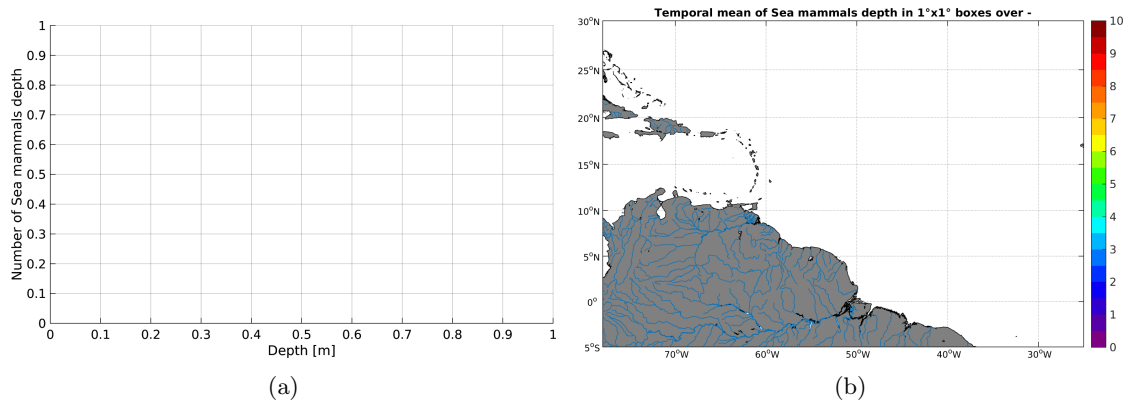 Number of Sea mammals depth
1
0.9
0.8
0.7
0.6
0.5
0.4
0.3
0.2
0.1
0
0 0.1 0.2 0.3 0.4 0.5 0.6 0.7 0.8 0.9 1
Depth [m]
(a)
Temporal mean of Sea mammals depth in 1°x1° boxes over -
30°N
25°N
20°N
15°N
10°N
5°N
0°
5°S
70°W 60°W 50°W 40°W 30°W
10
9
8
7
6
5
4
3
2
1
0
(b)